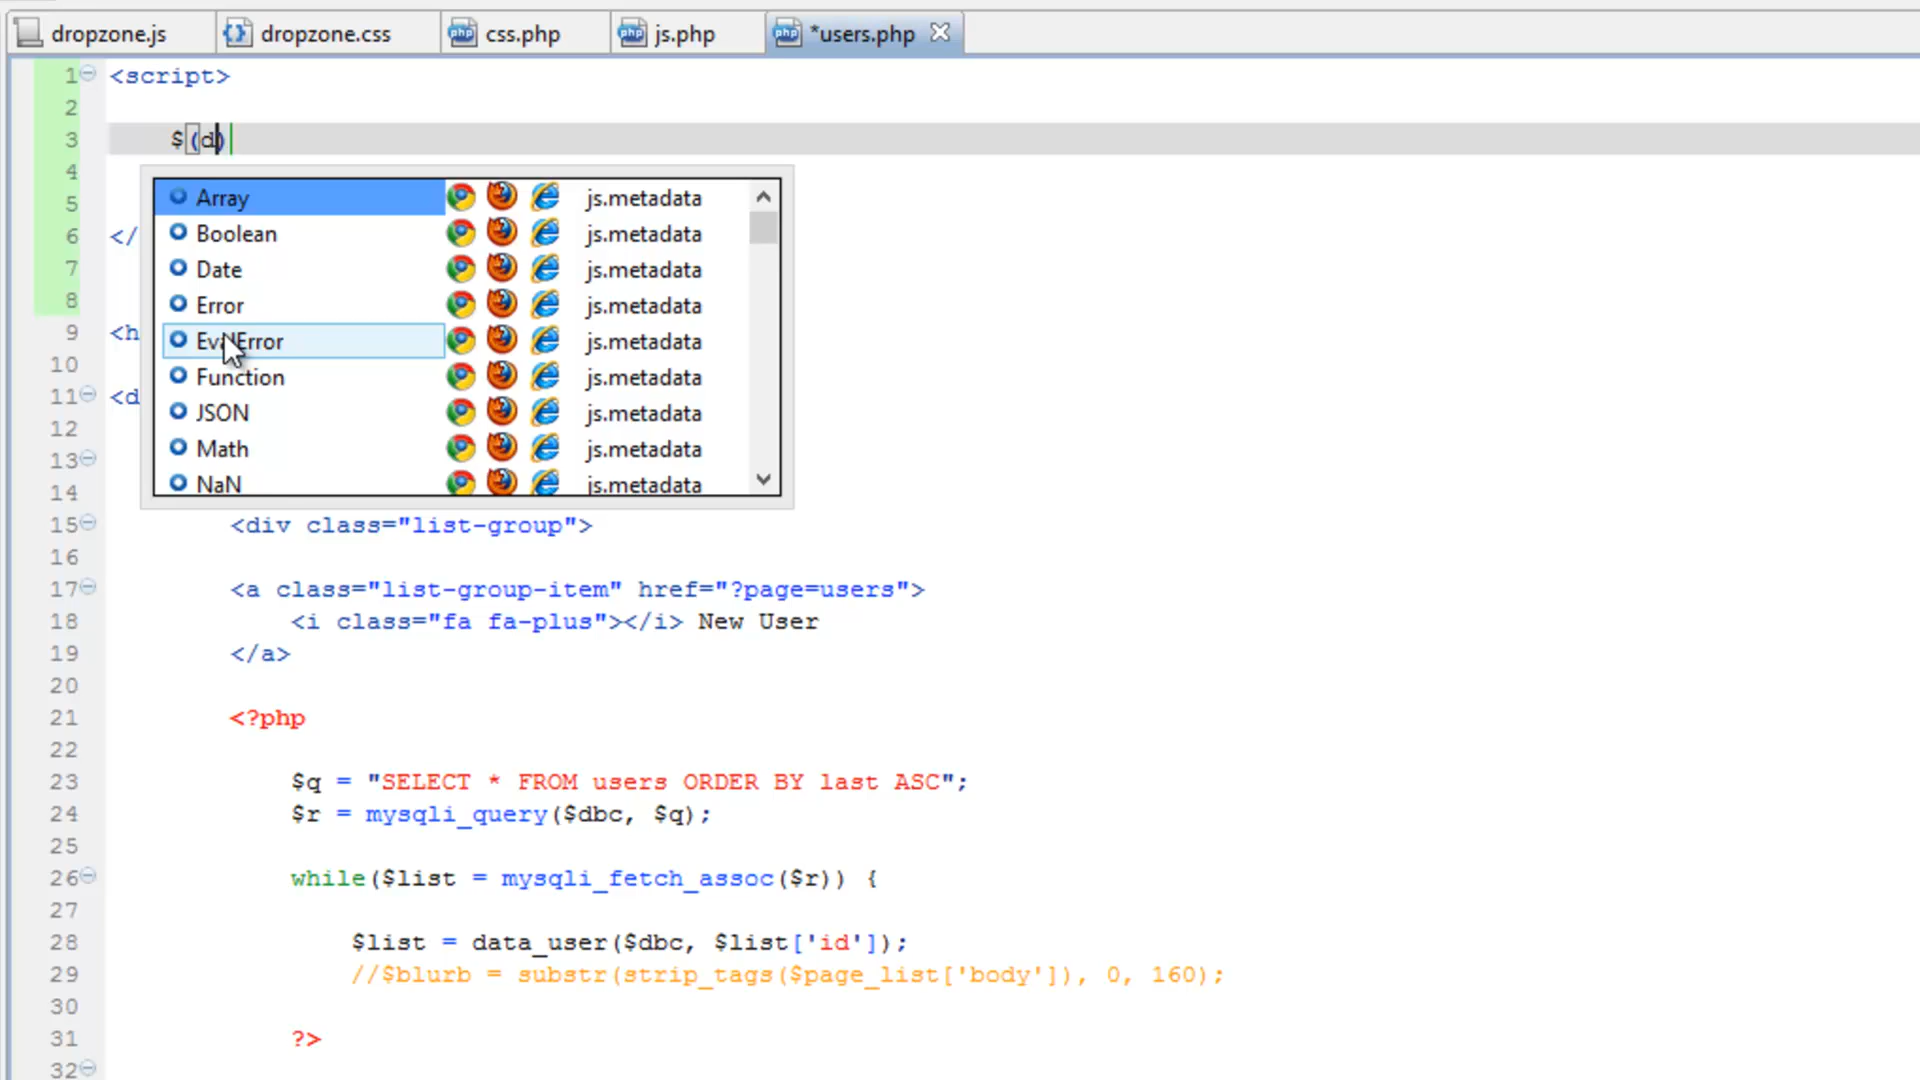 dropzone.js dropzone.css css.php js.php *users.php
1 <script>
2
3 $(d)
4
5
6 </
7
8
9 <h
10
11 <d
12
13
14
Array js.metadata
Boolean js.metadata
Date js.metadata
Error js.metadata
EvalError js.metadata
Function js.metadata
JSON js.metadata
Math js.metadata
NaN js.metadata
15 <div class="list-group">
16
17 <a class="list-group-item" href="?page=users">
18 <i class="fa fa-plus"></i> New User
19 </a>
20
21 <?php
22
23 $q = "SELECT * FROM users ORDER BY last ASC";
24 $r = mysqli_query($dbc, $q);
25
26 while($list = mysqli_fetch_assoc($r)) {
27
28 $list = data_user($dbc, $list['id']);
29 //$blurb = substr(strip_tags($page_list['body']), 0, 160);
30
31 ?>
32